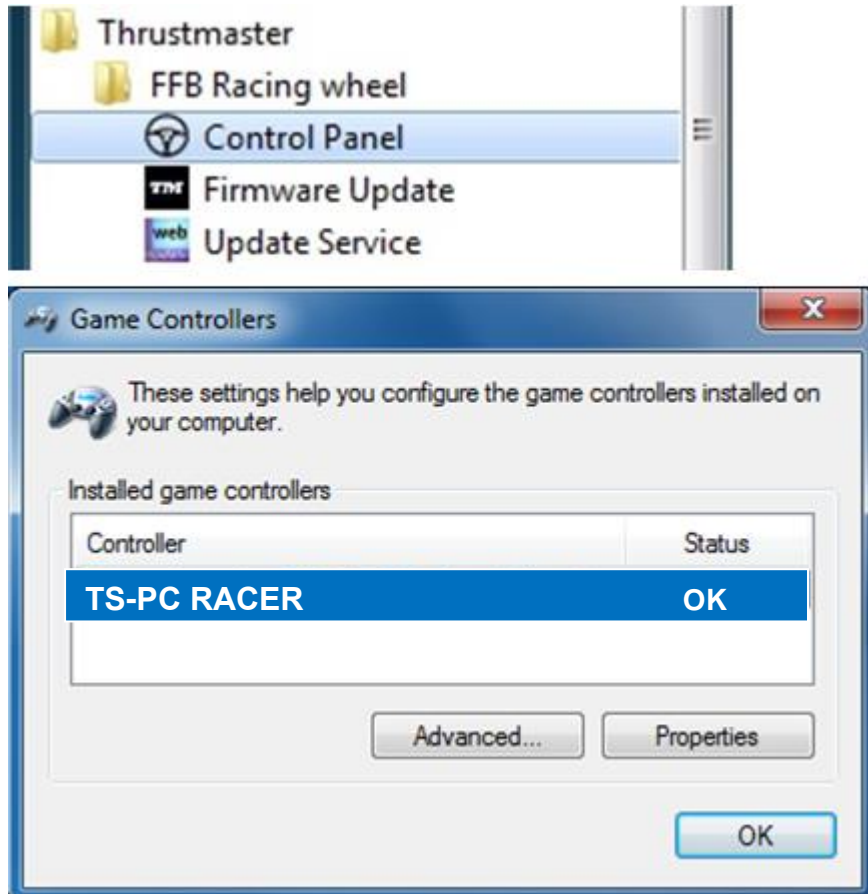 Thrustmaster
FFB Racing wheel
Control Panel
TM Firmware Update
web Update Service
Game Controllers
These settings help you configure the game controllers installed on
your computer.
Installed game controllers
Controller Status
TS-PC RACER OK
Advanced... Properties
OK